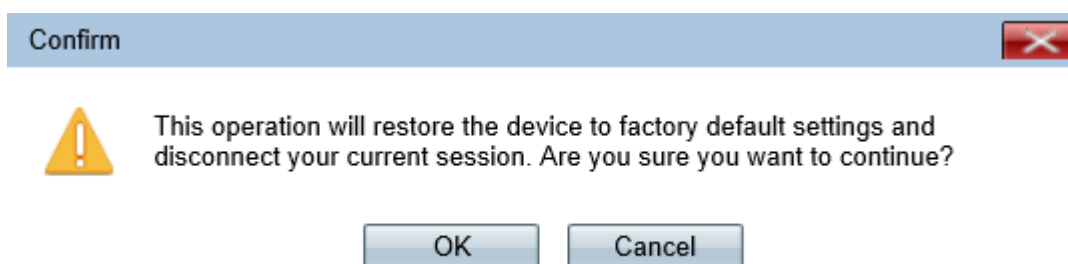 Confirm
This operation will restore the device to factory default settings and
disconnect your current session. Are you sure you want to continue?
OK Cancel